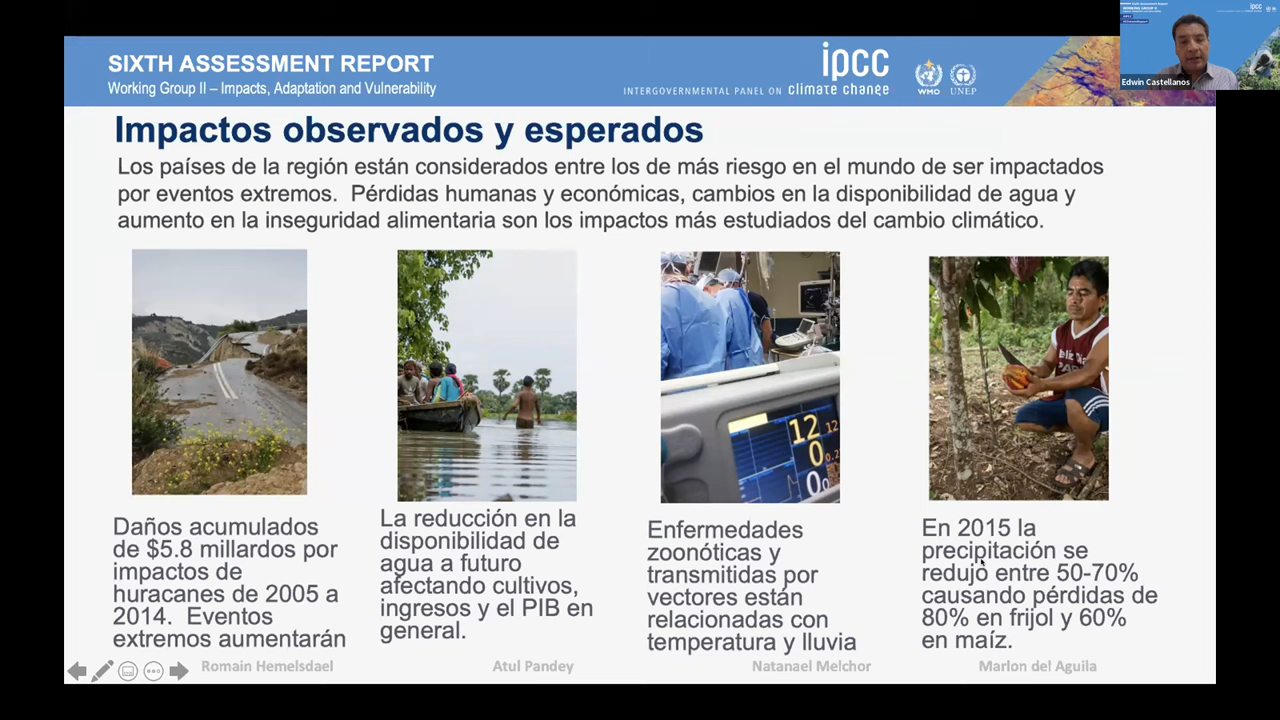 SIXTH ASSESSMENT REPORT
Working Group II – Impacts, Adaptation and Vulnerability
ipcc
INTERGOVERNMENTAL PANEL ON climate change
WMO
UNEP
ipcc
Edwin Castellanos
Impactos observados y esperados
Los países de la región están considerados entre los de más riesgo en el mundo de ser impactados
por eventos extremos. Pérdidas humanas y económicas, cambios en la disponibilidad de agua y
aumento en la inseguridad alimentaria son los impactos más estudiados del cambio climático.
12
0
0
Daños acumulados
de $5.8 millardos por
impactos de
huracanes de 2005 a
2014. Eventos
extremos aumentarán
La reducción en la
disponibilidad de
agua a futuro
afectando cultivos,
ingresos y el PIB en
general.
Enfermedades
zoonóticas y
transmitidas por
vectores están
relacionadas con
temperatura y lluvia
En 2015 la
precipitación se
redujo entre 50-70%
causando pérdidas de
80% en frijol y 60%
en maíz.
Romain Hemelsdael
Atul Pandey
Natanael Melchor
Marlon del Aguila